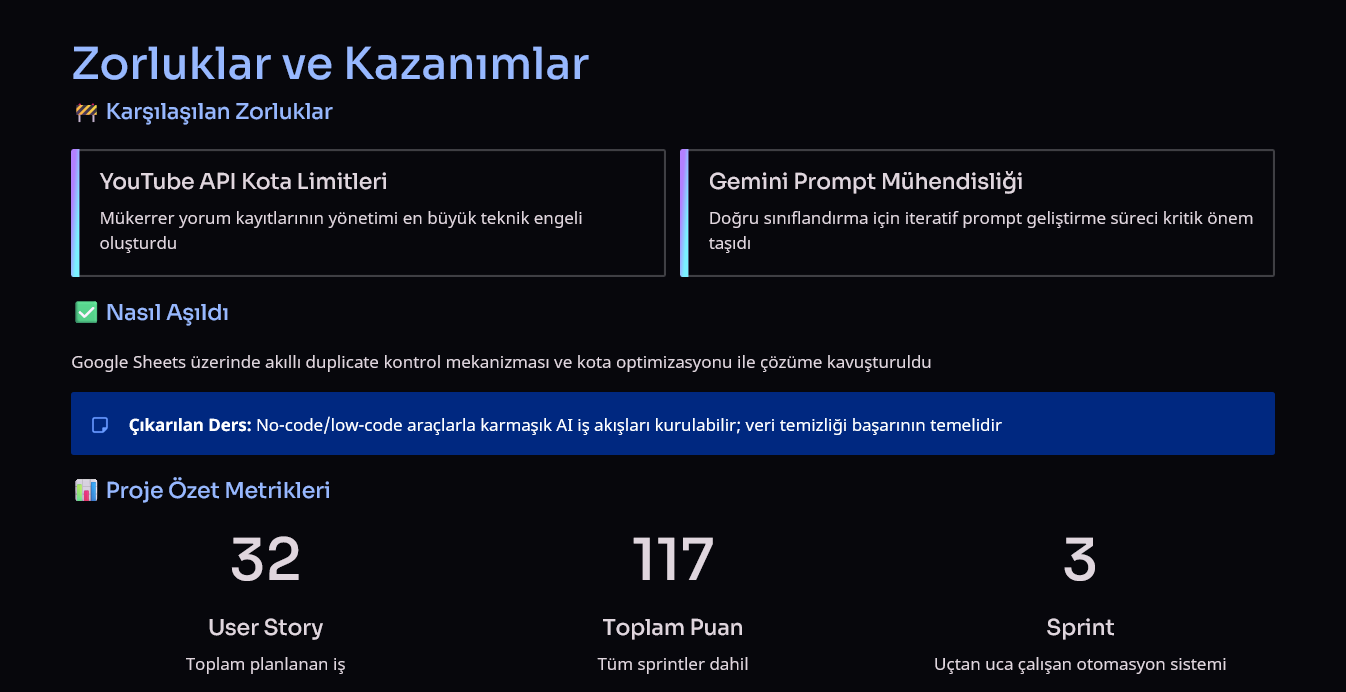 Zorluklar ve Kazanımlar
🚧 Karşılaşılan Zorluklar
YouTube API Kota Limitleri
Mükerrer yorum kayıtlarının yönetimi en büyük teknik engeli
oluşturdu
Gemini Prompt Mühendisliği
Doğru sınıflandırma için iteratif prompt geliştirme süreci kritik önem
taşıdı
✅ Nasıl Aşıldı
Google Sheets üzerinde akıllı duplicate kontrol mekanizması ve kota optimizasyonu ile çözüme kavuşturuldu
Çıkarılan Ders: No-code/low-code araçlarla karmaşık AI iş akışları kurulabilir; veri temizliği başarının temelidir
📊 Proje Özet Metrikleri
32
User Story
Toplam planlanan iş
117
Toplam Puan
Tüm sprintler dahil
3
Sprint
Uçtan uca çalışan otomasyon sistemi